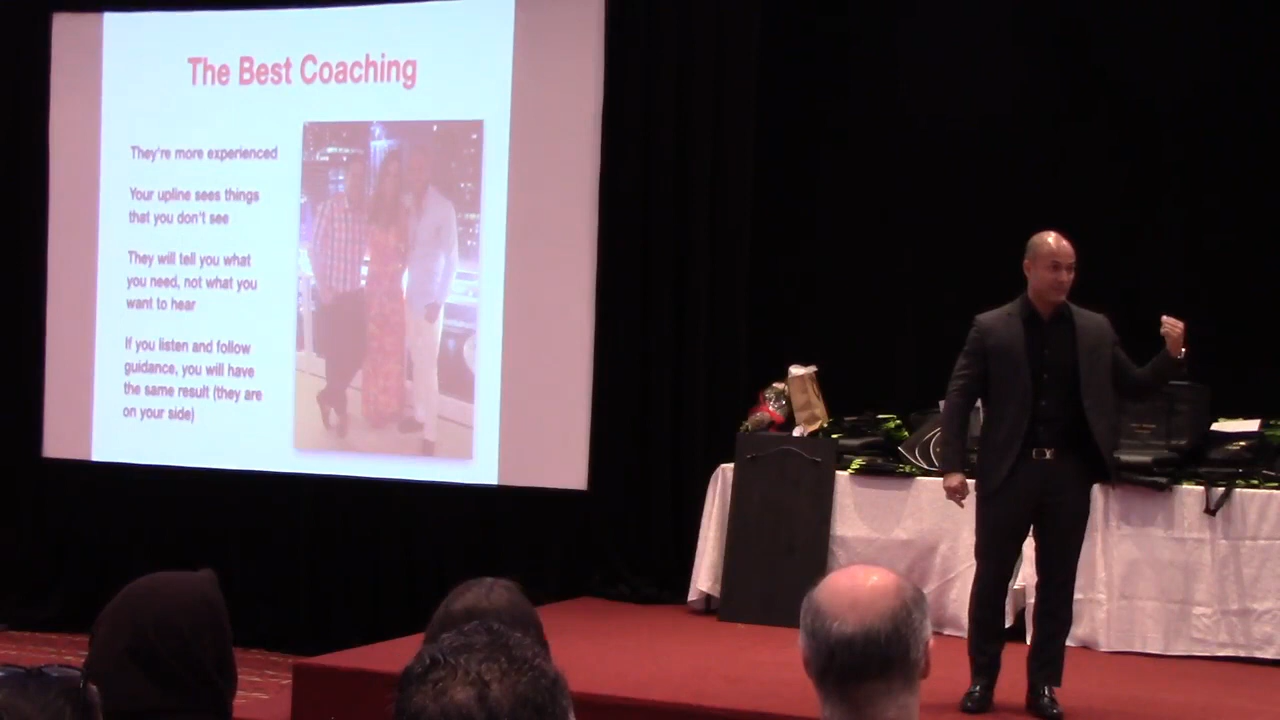 The Best Coaching
They're more experienced
Your upline sees things
that you don't see
They will tell you what
you need, not what you
want to hear
If you listen and follow
guidance, you will have
the same result (they are
on your side)